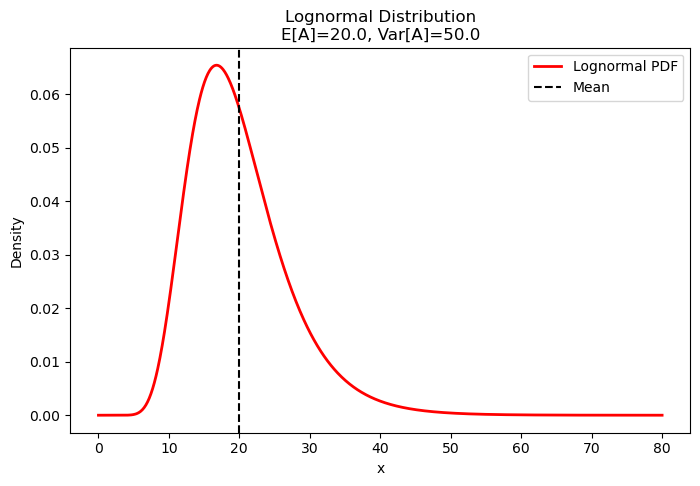 Lognormal Distribution
E[A]=20.0, Var[A]=50.0
Lognormal PDF
Mean
Density
0.06
0.05
0.04
0.03
0.02
0.01
0.00
0 10 20 30 40 50 60 70 80
x